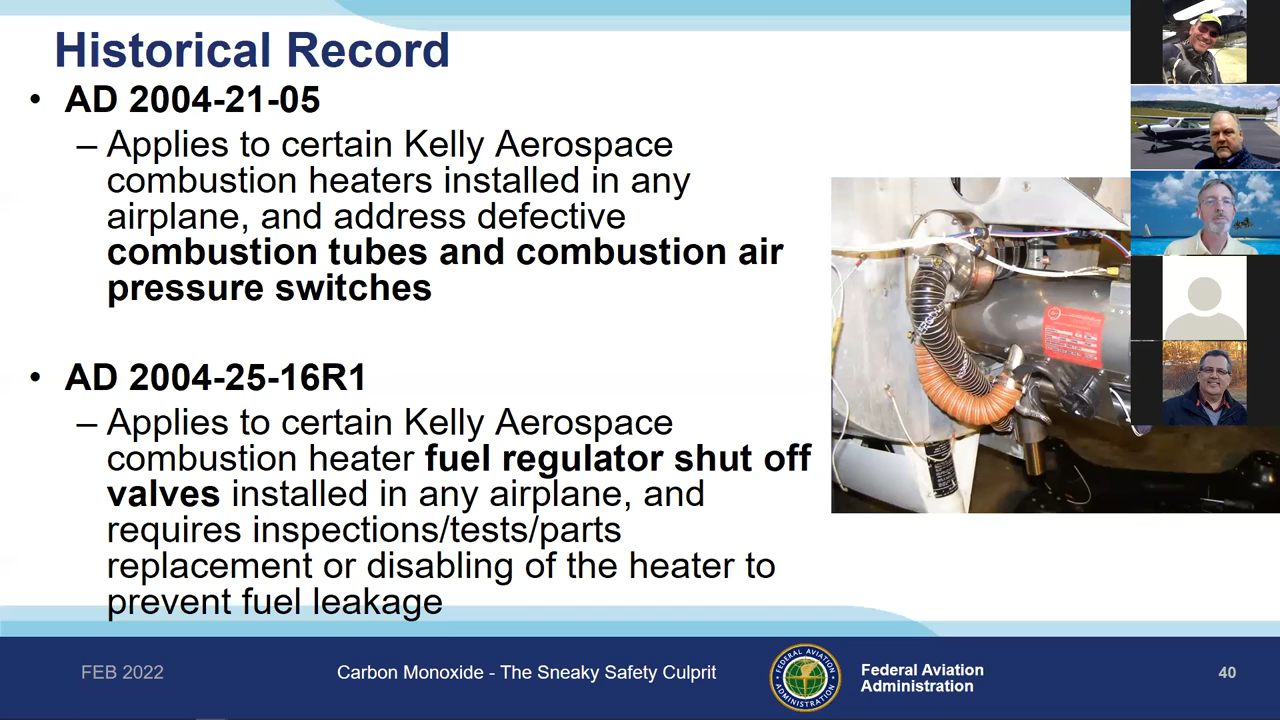 Historical Record
• AD 2004-21-05
– Applies to certain Kelly Aerospace
combustion heaters installed in any
airplane, and address defective
combustion tubes and combustion air
pressure switches
• AD 2004-25-16R1
– Applies to certain Kelly Aerospace
combustion heater fuel regulator shut off
valves installed in any airplane, and
requires inspections/tests/parts
replacement or disabling of the heater to
prevent fuel leakage
FEB 2022
Carbon Monoxide - The Sneaky Safety Culprit
FEDERAL AVIATION
ADMINISTRATION
Federal Aviation
Administration
40